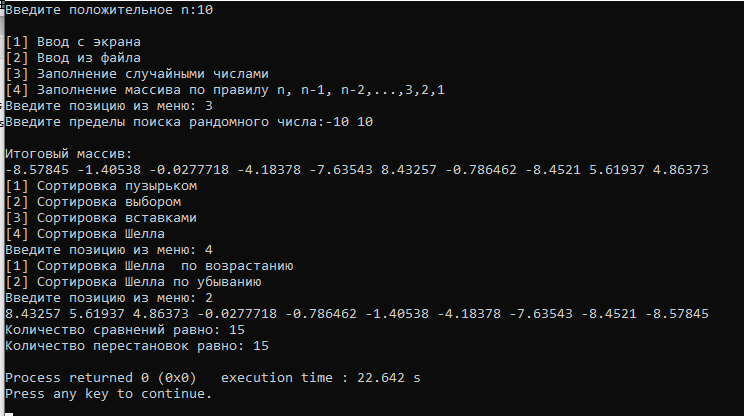 Введите положительное n:10
[1] Ввод с экрана
[2] Ввод из файла
[3] Заполнение случайными числами
[4] Заполнение массива по правилу n, n-1, n-2,...,3,2,1
Введите позицию из меню: 3
Введите пределы поиска рандомного числа:-10 10
Итоговый массив:
-8.57845 -1.40538 -0.0277718 -4.18378 -7.63543 8.43257 -0.786462 -8.4521 5.61937 4.86373
[1] Сортировка пузырьком
[2] Сортировка выбором
[3] Сортировка вставками
[4] Сортировка Шелла
Введите позицию из меню: 4
[1] Сортировка Шелла  по возрастанию
[2] Сортировка Шелла по убыванию
Введите позицию из меню: 2
8.43257 5.61937 4.86373 -0.0277718 -0.786462 -1.40538 -4.18378 -7.63543 -8.4521 -8.57845
Количество сравнений равно: 15
Количество перестановок равно: 15
Process returned 0 (0x0)   execution time : 22.642 s
Press any key to continue.